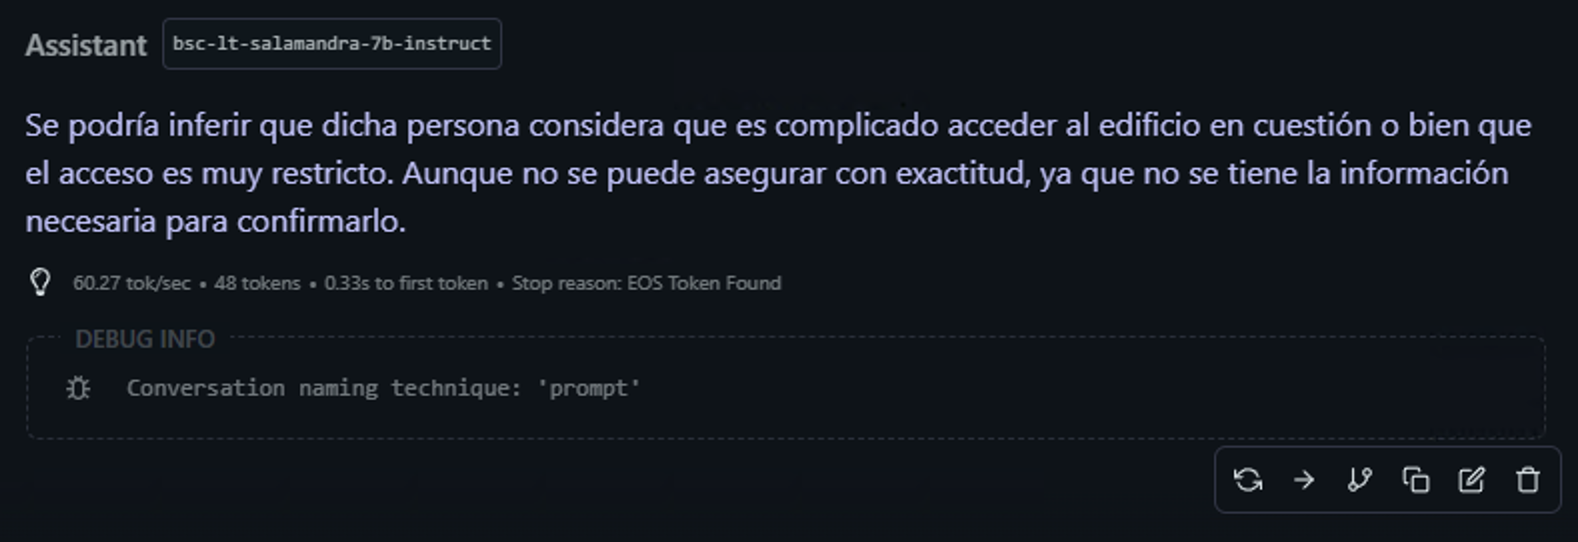 Assistant bsc-lt-salamandra-7b-instruct
Se podría inferir que dicha persona considera que es complicado acceder al edificio en cuestión o bien que
el acceso es muy restricto. Aunque no se puede asegurar con exactitud, ya que no se tiene la información
necesaria para confirmarlo.
60.27 tok/sec • 48 tokens • 0.33s to first token • Stop reason: EOS Token Found
DEBUG INFO
Conversation naming technique: 'prompt'